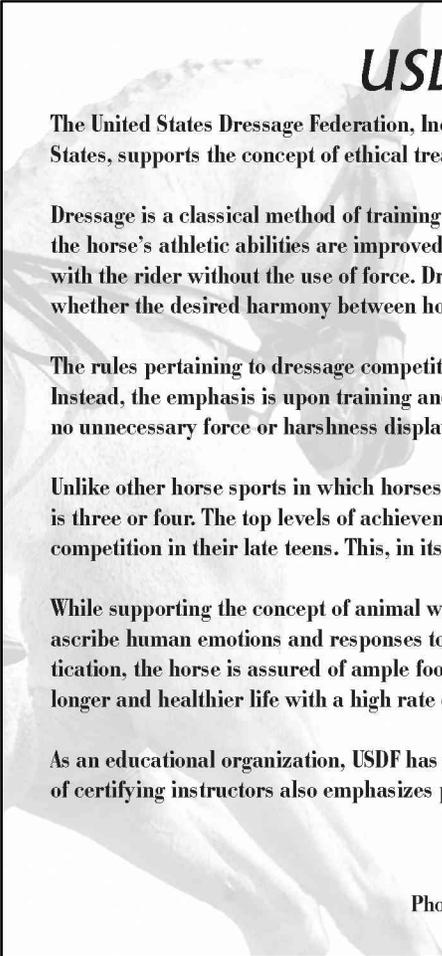 USD
The United States Dressage Federation, Inc
States, supports the concept of ethical trea
Dressage is a classical method of training
the horse's athletic abilities are improved
with the rider without the use of force. Dr
whether the desired harmony between ho
The rules pertaining to dressage competit
Instead, the emphasis is upon training and
no unnecessary force or harshness display
Unlike other horse sports in which horses
is three or four. The top levels of achievem
competition in their late teens. This, in its
While supporting the concept of animal w
ascribe human emotions and responses to
tication, the horse is assured of ample foo
longer and healthier life with a high rate
As an educational organization, USDF has
of certifying instructors also emphasizes p
Pho